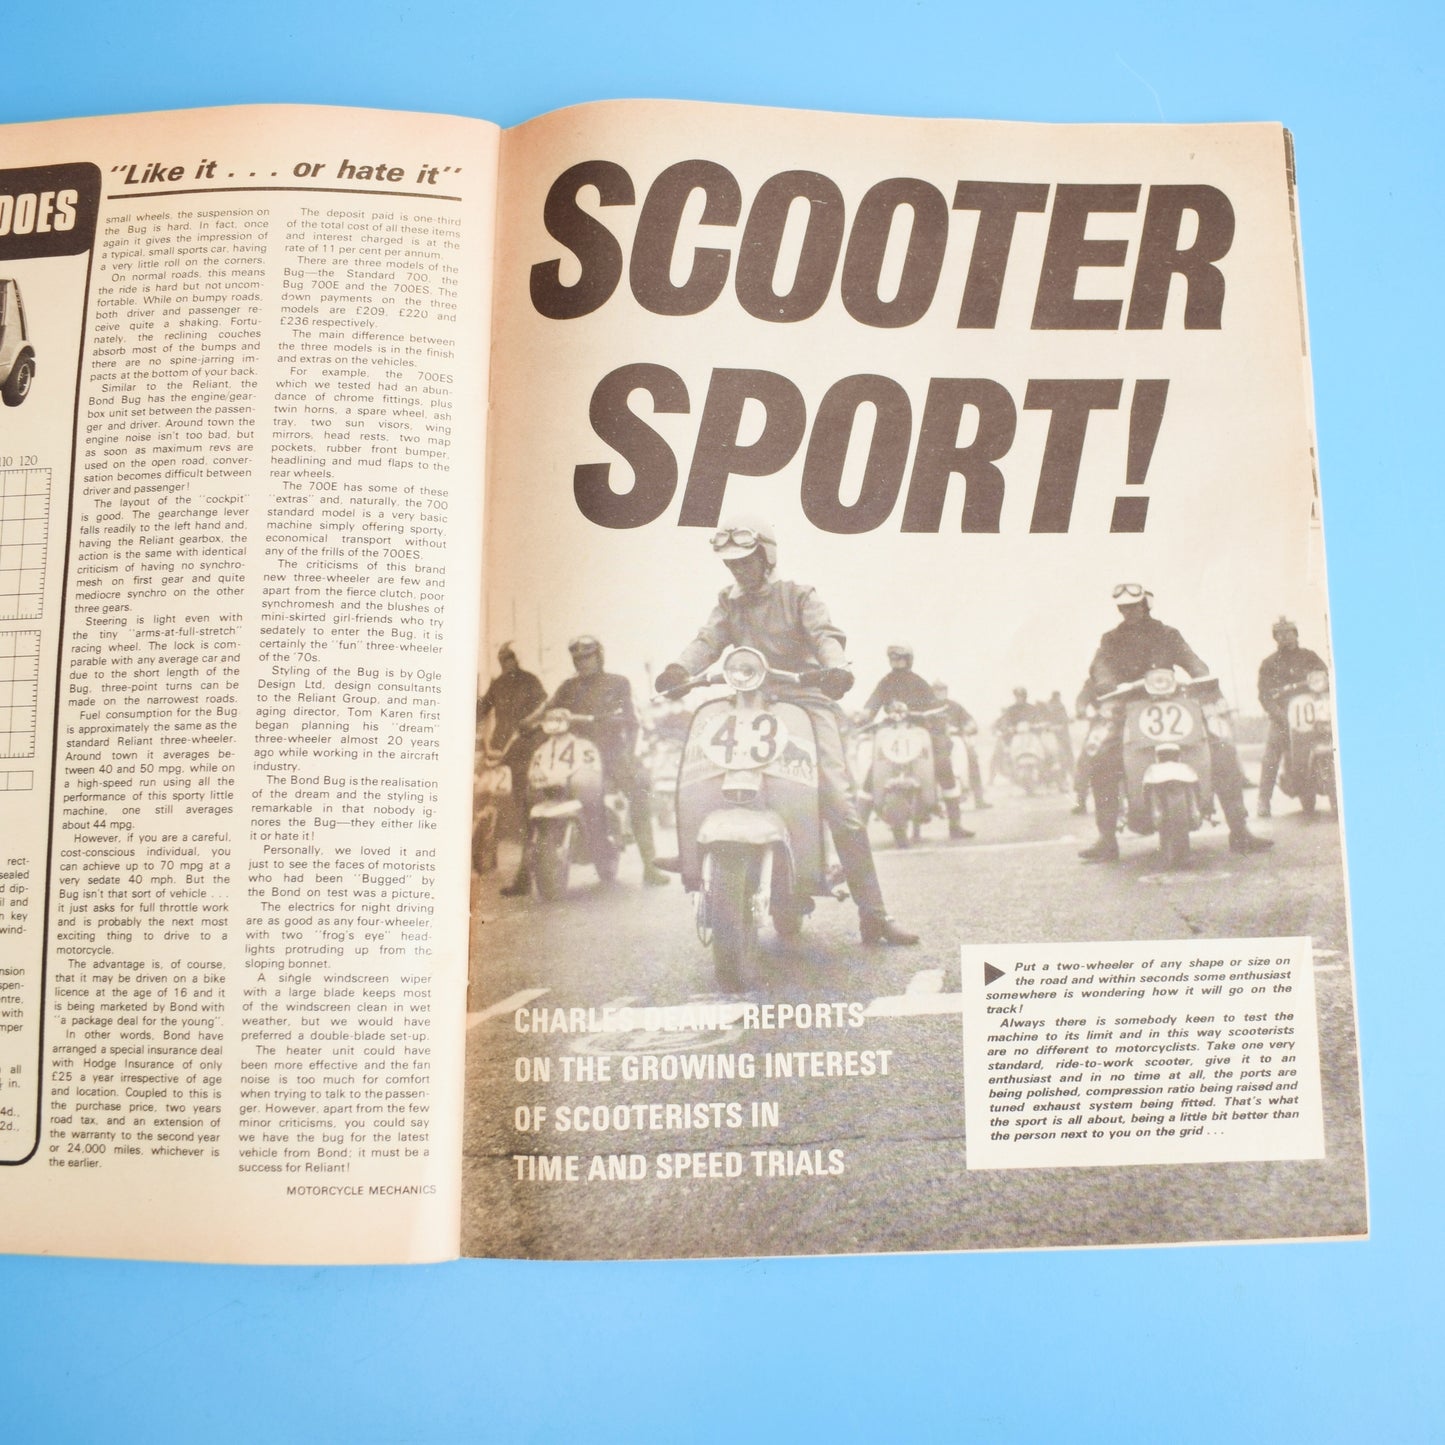 DOES
110 120
rect-
sealed
d dip-
il and
n key
wind-
nsion
spen-
entre,
with
mper
all
in.
4d.,
2d.,
"Like it . . . or hate it"
small wheels, the suspension on
the Bug is hard. In fact, once
again it gives the impression of
a typical, small sports car, having
a very little roll on the corners.
On normal roads, this means
the ride is hard but not uncom-
fortable. While on bumpy roads,
both driver and passenger re-
ceive quite a shaking. Fortu-
nately, the reclining couches
absorb most of the bumps and
there are no spine-jarring im-
pacts at the bottom of your back.
Similar to the Reliant, the
Bond Bug has the engine/gear-
box unit set between the passen-
ger and driver. Around town the
engine noise isn't too bad, but
as soon as maximum revs are
used on the open road, conver-
sation becomes difficult between
driver and passenger!
The layout of the "cockpit"
is good. The gearchange lever
falls readily to the left hand and,
having the Reliant gearbox, the
action is the same with identical
criticism of having no synchro-
mesh on first gear and quite
mediocre synchro on the other
three gears.
Steering is light even with
the tiny "arms-at-full-stretch"
racing wheel. The lock is com-
parable with any average car and
due to the short length of the
Bug, three-point turns can be
made on the narrowest roads.
Fuel consumption for the Bug
is approximately the same as the
standard Reliant three-wheeler.
Around town it averages be-
tween 40 and 50 mpg, while on
a high-speed run using all the
performance of this sporty little
machine, one still averages
about 44 mpg.
However, if you are a careful,
cost-conscious individual, you
can achieve up to 70 mpg at a
very sedate 40 mph. But the
Bug isn't that sort of vehicle . . .
it just asks for full throttle work
and is probably the next most
exciting thing to drive to a
motorcycle.
The advantage is, of course,
that it may be driven on a bike
licence at the age of 16 and it
is being marketed by Bond with
"a package deal for the young".
In other words, Bond have
arranged a special insurance deal
with Hodge Insurance of only
£25 a year irrespective of age
and location. Coupled to this is
the purchase price, two years
road tax, and an extension of
the warranty to the second year
or 24,000 miles, whichever is
the earlier.
The deposit paid is one-third
of the total cost of all these items
and interest charged is at the
rate of 11 per cent per annum.
There are three models of the
Bug—the Standard 700, the
Bug 700E and the 700ES. The
down payments on the three
models are £209, £220 and
£236 respectively.
The main difference between
the three models is in the finish
and extras on the vehicles.
For example, the 700ES
which we tested had an abun-
dance of chrome fittings, plus
twin horns, a spare wheel, ash
tray, two sun visors, wing
mirrors, head rests, two map
pockets, rubber front bumper,
headlining and mud flaps to the
rear wheels.
The 700E has some of these
"extras" and, naturally, the 700
standard model is a very basic
machine simply offering sporty,
economical transport without
any of the frills of the 700ES.
The criticisms of this brand
new three-wheeler are few and
apart from the fierce clutch, poor
synchromesh and the blushes of
mini-skirted girl-friends who try
sedately to enter the Bug, it is
certainly the "fun" three-wheeler
of the '70s.
Styling of the Bug is by Ogle
Design Ltd, design consultants
to the Reliant Group, and man-
aging director, Tom Karen first
began planning his "dream"
three-wheeler almost 20 years
ago while working in the aircraft
industry.
The Bond Bug is the realisation
of the dream and the styling is
remarkable in that nobody ig-
nores the Bug—they either like
it or hate it!
Personally, we loved it and
just to see the faces of motorists
who had been "Bugged" by
the Bond on test was a picture.
The electrics for night driving
are as good as any four-wheeler,
with two "frog's eye" head-
lights protruding up from the
sloping bonnet.
A single windscreen wiper
with a large blade keeps most
of the windscreen clean in wet
weather, but we would have
preferred a double-blade set-up.
The heater unit could have
been more effective and the fan
noise is too much for comfort
when trying to talk to the passen-
ger. However, apart from the few
minor criticisms, you could say
we have the bug for the latest
vehicle from Bond; it must be a
success for Reliant!
MOTORCYCLE MECHANICS
SCOOTER
SPORT!
43
14 S
41
32
10
CHARLES DEANE REPORTS
ON THE GROWING INTEREST
OF SCOOTERISTS IN
TIME AND SPEED TRIALS
Put a two-wheeler of any shape or size on
the road and within seconds some enthusiast
somewhere is wondering how it will go on the
track!
Always there is somebody keen to test the
machine to its limit and in this way scooterists
are no different to motorcyclists. Take one very
standard, ride-to-work scooter, give it to an
enthusiast and in no time at all, the ports are
being polished, compression ratio being raised and
tuned exhaust system being fitted. That's what
the sport is all about, being a little bit better than
the person next to you on the grid . . .